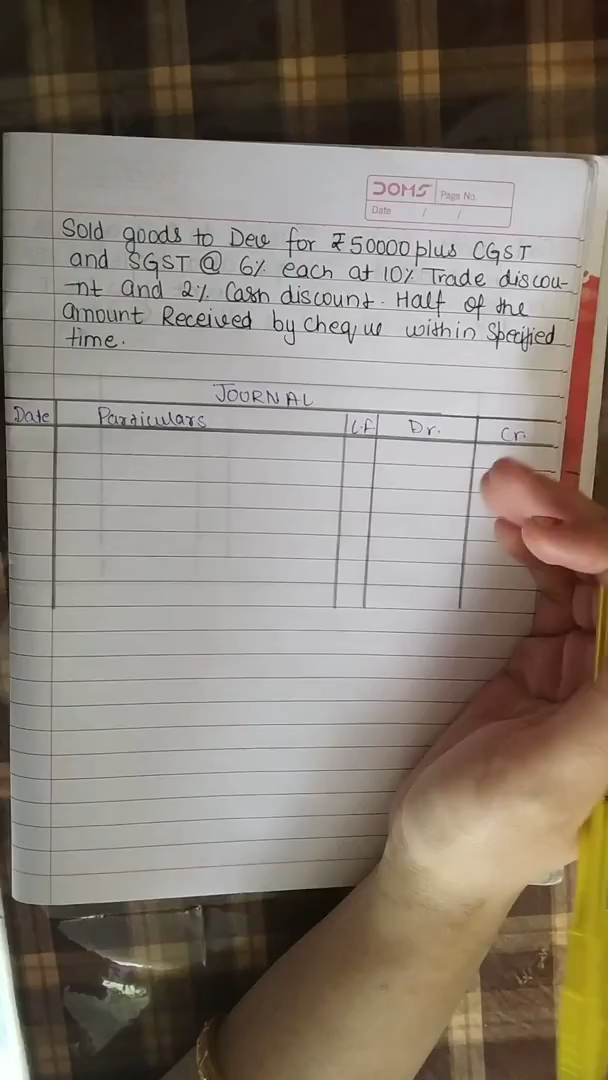 DOMS Page No.
Date / /
Sold goods to Dev for ₹50000 plus CGST
and SGST @ 6% each at 10% Trade discou-
nt and 2% Cash discount. Half of the
amount Received by cheque within Specified
time.
JOURNAL
Date Particulars L.F Dr. Cr.